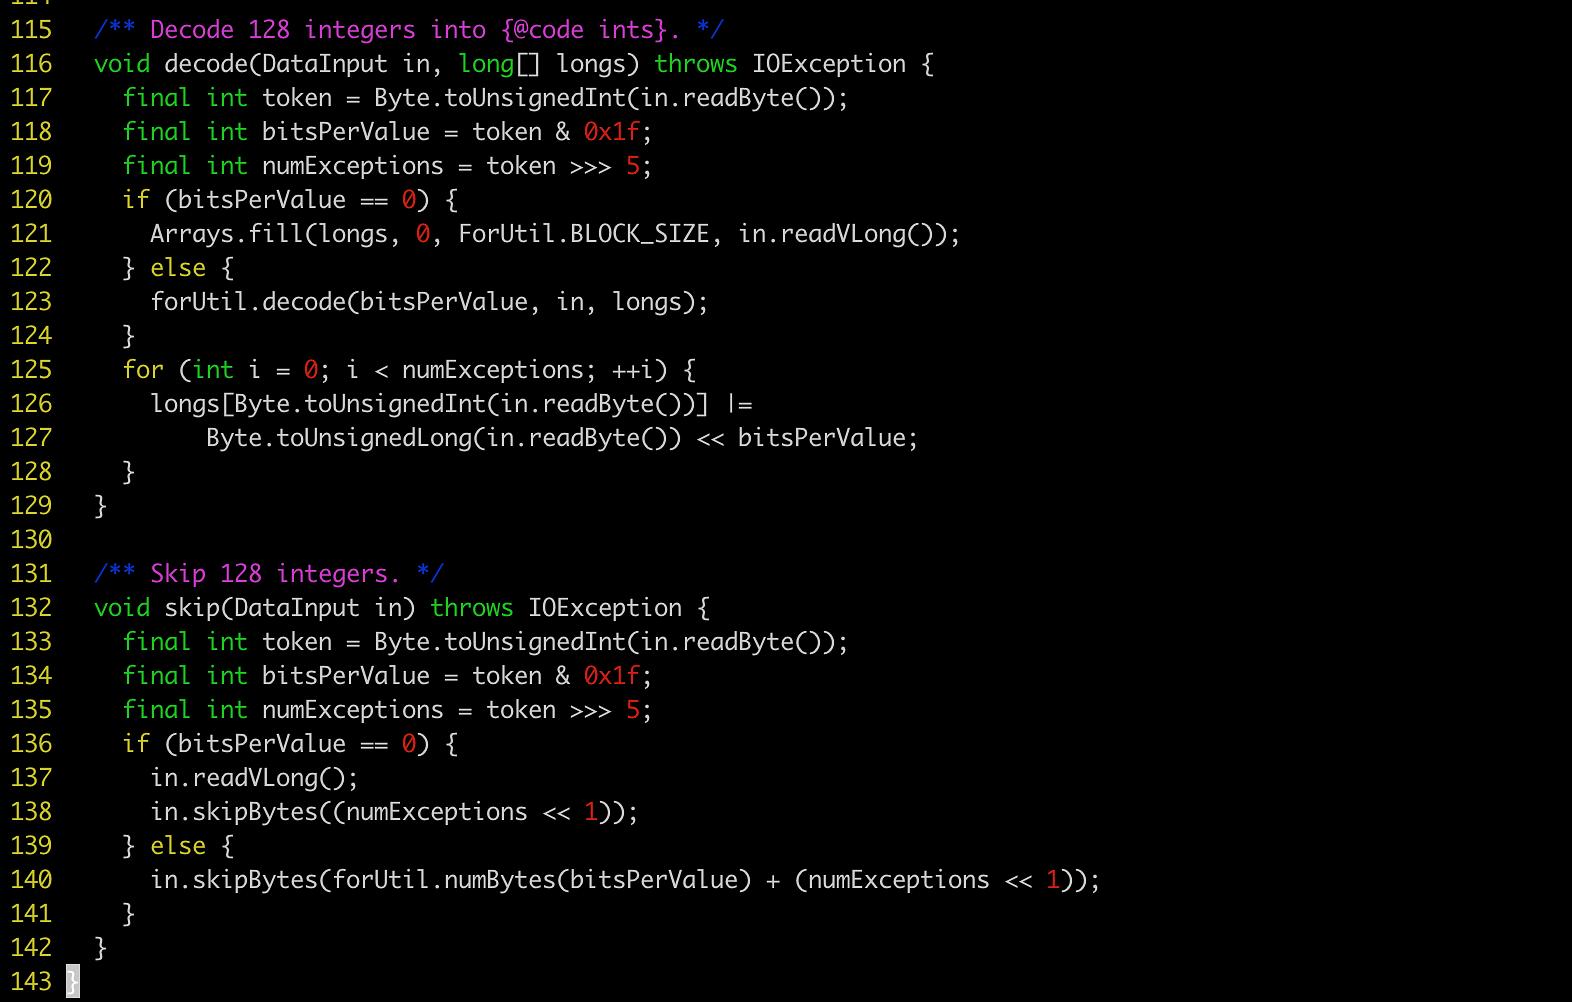 114
115   /** Decode 128 integers into {@code ints}. */
116   void decode(DataInput in, long[] longs) throws IOException {
117     final int token = Byte.toUnsignedInt(in.readByte());
118     final int bitsPerValue = token & 0x1f;
119     final int numExceptions = token >>> 5;
120     if (bitsPerValue == 0) {
121       Arrays.fill(longs, 0, ForUtil.BLOCK_SIZE, in.readVLong());
122     } else {
123       forUtil.decode(bitsPerValue, in, longs);
124     }
125     for (int i = 0; i < numExceptions; ++i) {
126       longs[Byte.toUnsignedInt(in.readByte())] |=
127           Byte.toUnsignedLong(in.readByte()) << bitsPerValue;
128     }
129   }
130
131   /** Skip 128 integers. */
132   void skip(DataInput in) throws IOException {
133     final int token = Byte.toUnsignedInt(in.readByte());
134     final int bitsPerValue = token & 0x1f;
135     final int numExceptions = token >>> 5;
136     if (bitsPerValue == 0) {
137       in.readVLong();
138       in.skipBytes((numExceptions << 1));
139     } else {
140       in.skipBytes(forUtil.numBytes(bitsPerValue) + (numExceptions << 1));
141     }
142   }
143 }